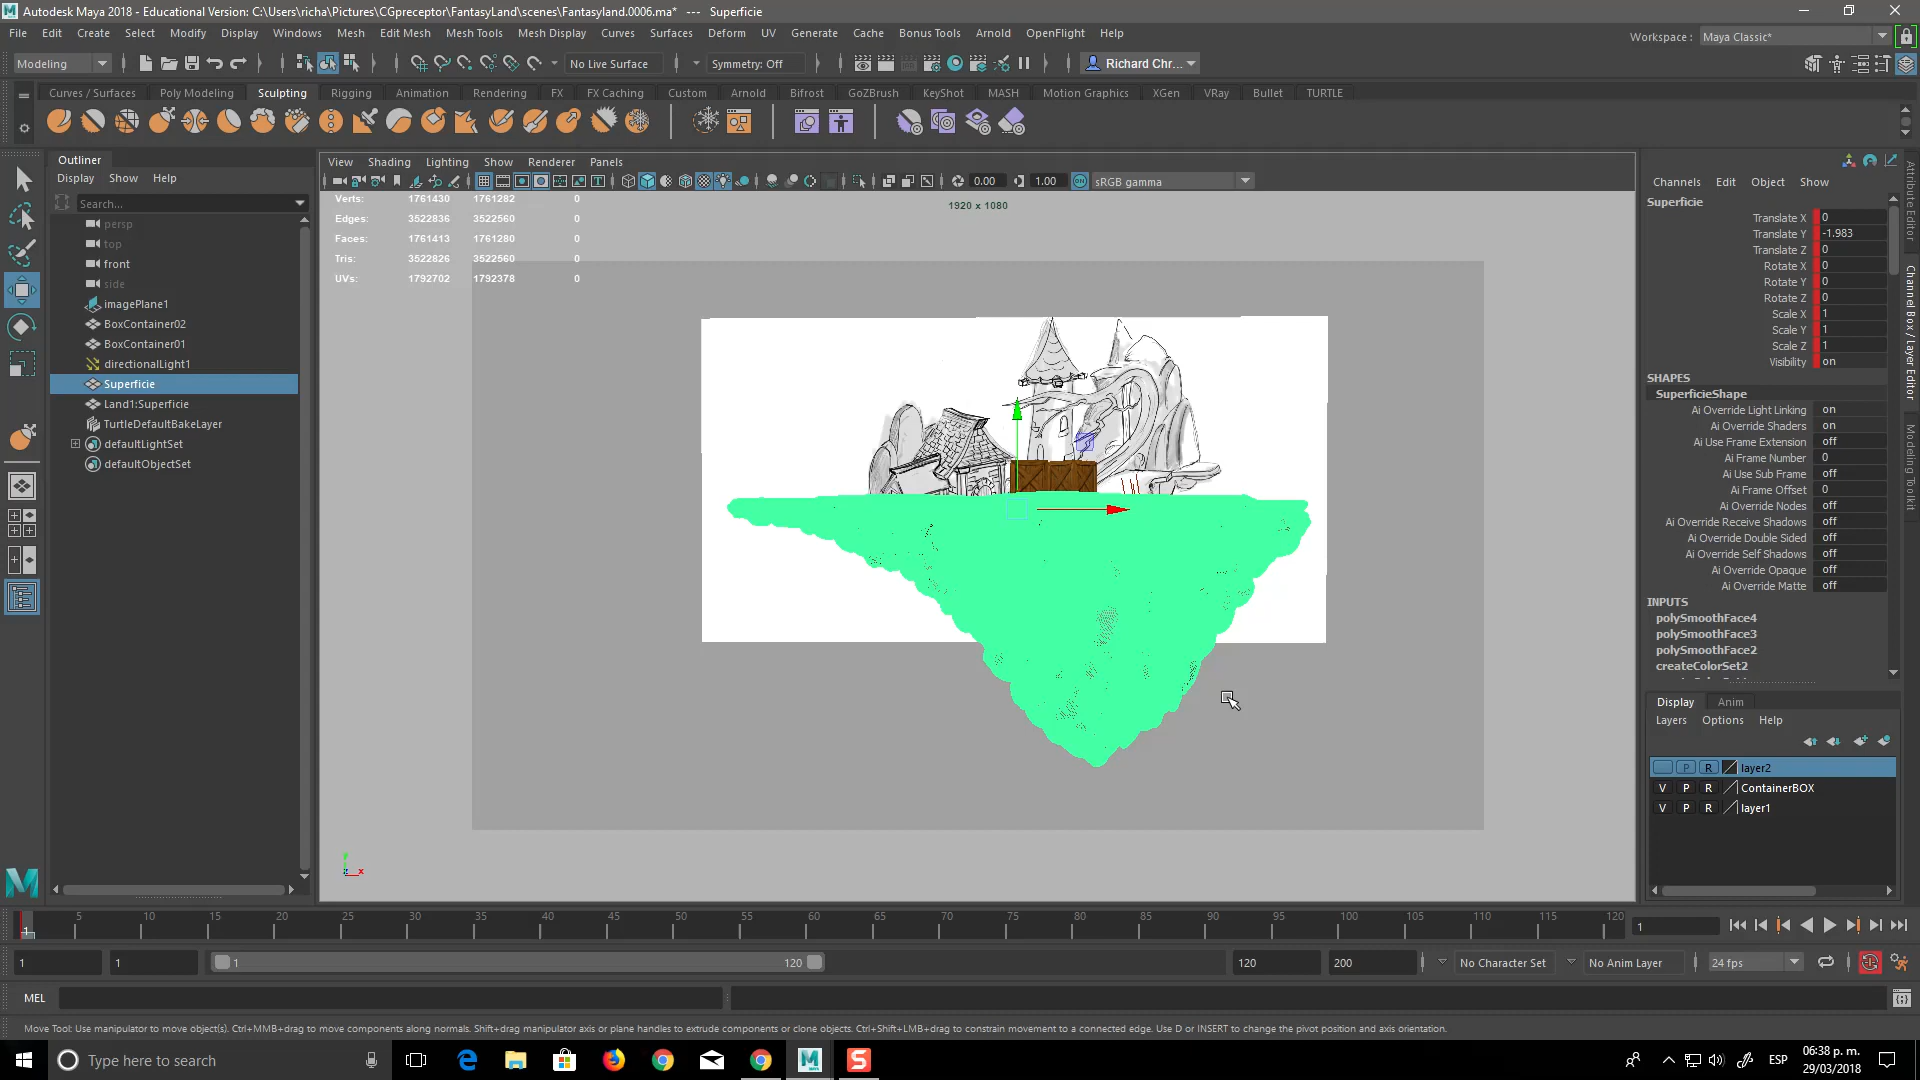 Autodesk Maya 2018 - Educational Version: C:\Users\richa\Pictures\CGpreceptor\FantasyLand\scenes\Fantasyland.0006.ma* --- Superficie
File Edit Create Select Modify Display Windows Mesh Edit Mesh Mesh Tools Mesh Display Curves Surfaces Deform UV Generate Cache Bonus Tools Arnold OpenFlight Help
Workspace : Maya Classic*
Modeling No Live Surface Symmetry: Off Richard Chr...
Curves / Surfaces Poly Modeling Sculpting Rigging Animation Rendering FX FX Caching Custom Arnold Bifrost GoZBrush KeyShot MASH Motion Graphics XGen VRay Bullet TURTLE
Outliner
Display Show Help
Search...
persp
top
front
side
imagePlane1
BoxContainer02
BoxContainer01
directionalLight1
Superficie
Land1:Superficie
TurtleDefaultBakeLayer
defaultLightSet
defaultObjectSet
View Shading Lighting Show Renderer Panels
0.00 1.00 ON sRGB gamma
Verts: 1761430 1761282 0
Edges: 3522836 3522560 0
Faces: 1761413 1761280 0
Tris: 3522826 3522560 0
UVs: 1792702 1792378 0
1920 x 1080
y
x
Channels Edit Object Show
Superficie
Translate X 0
Translate Y -1.983
Translate Z 0
Rotate X 0
Rotate Y 0
Rotate Z 0
Scale X 1
Scale Y 1
Scale Z 1
Visibility on
SHAPES
SuperficieShape
Ai Override Light Linking on
Ai Override Shaders on
Ai Use Frame Extension off
Ai Frame Number 0
Ai Use Sub Frame off
Ai Frame Offset 0
Ai Override Nodes off
Ai Override Receive Shadows off
Ai Override Double Sided off
Ai Override Self Shadows off
Ai Override Opaque off
Ai Override Matte off
INPUTS
polySmoothFace4
polySmoothFace3
polySmoothFace2
createColorSet2
Attribute Editor
Channel Box / Layer Editor
Modeling Toolkit
Display Anim
Layers Options Help
P R layer2
V P R ContainerBOX
V P R layer1
5 10 15 20 25 30 35 40 45 50 55 60 65 70 75 80 85 90 95 100 105 110 115 120
1 1
1 1 1 120 120 200 No Character Set No Anim Layer 24 fps
MEL
Move Tool: Use manipulator to move object(s). Ctrl+MMB+drag to move components along normals. Shift+drag manipulator axis or plane handles to extrude components or clone objects. Ctrl+Shift+LMB+drag to constrain movement to a connected edge. Use D or INSERT to change the pivot position and axis orientation.
Type here to search
ESP
06:38 p. m.
29/03/2018